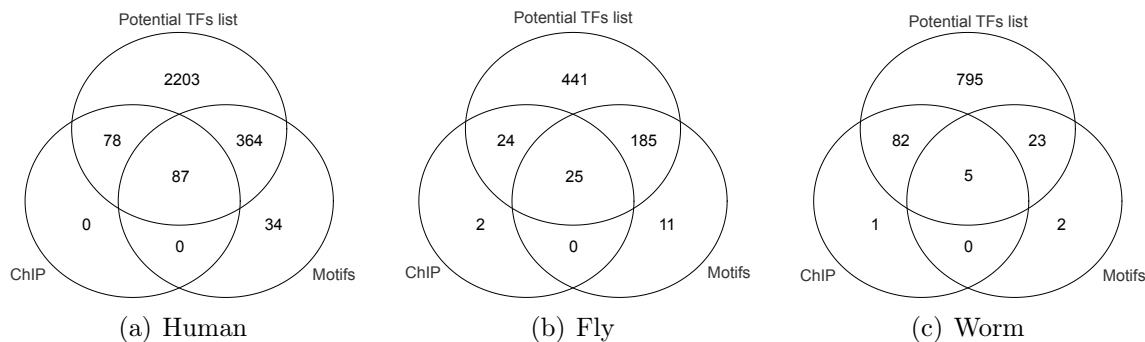 Potential TFs list
2203
78
364
87
0
34
0
ChIP
Motifs
(a) Human
Potential TFs list
441
24
185
25
2
11
0
ChIP
Motifs
(b) Fly
Potential TFs list
795
82
23
5
1
2
0
ChIP
Motifs
(c) Worm